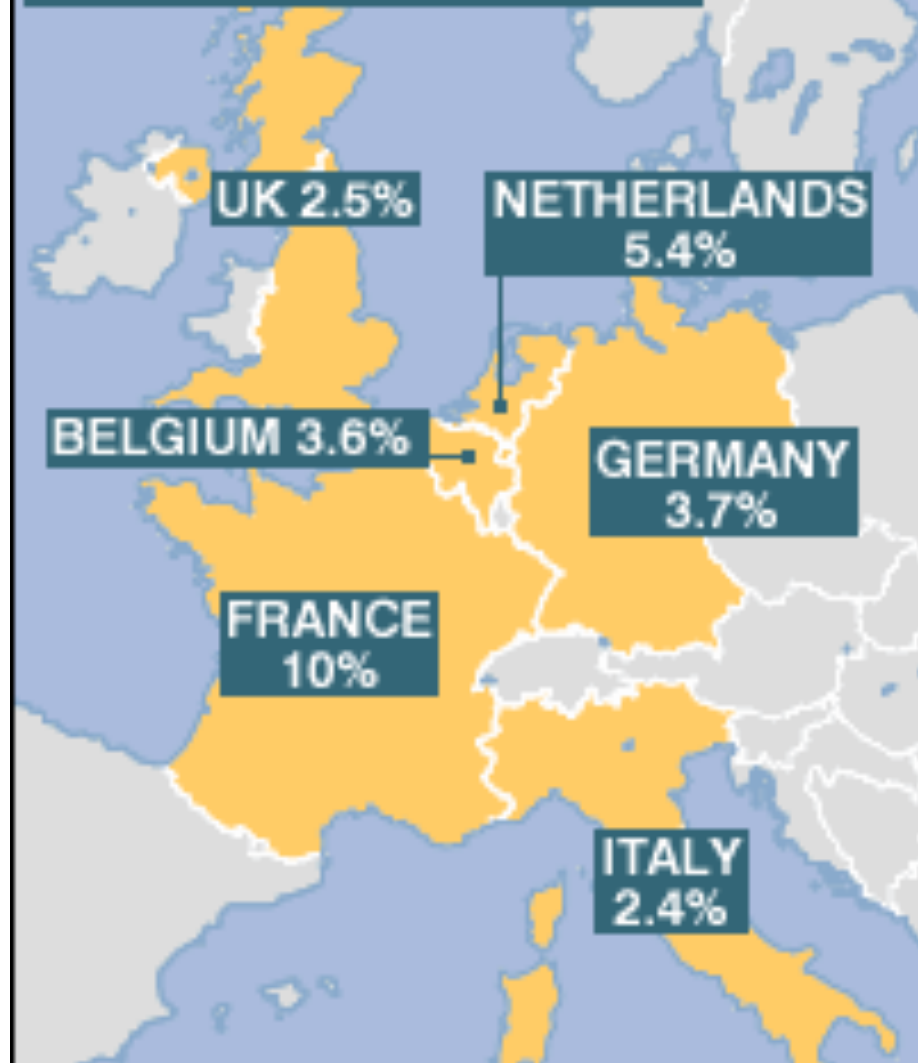 UK 2.5%
NETHERLANDS
5.4%
BELGIUM 3.6%
GERMANY
3.7%
FRANCE
10%
ITALY
2.4%